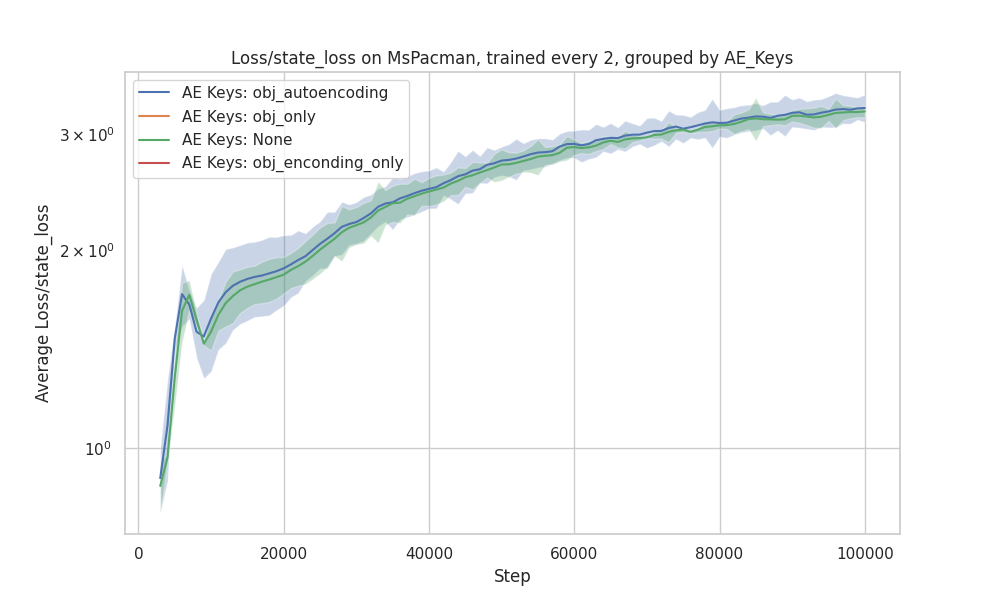 Loss/state_loss on MsPacman, trained every 2, grouped by AE_Keys
AE Keys: obj_autoencoding
AE Keys: obj_only
AE Keys: None
AE Keys: obj_enconding_only
3 × 10⁰
2 × 10⁰
10⁰
Average Loss/state_loss
0 20000 40000 60000 80000 100000
Step